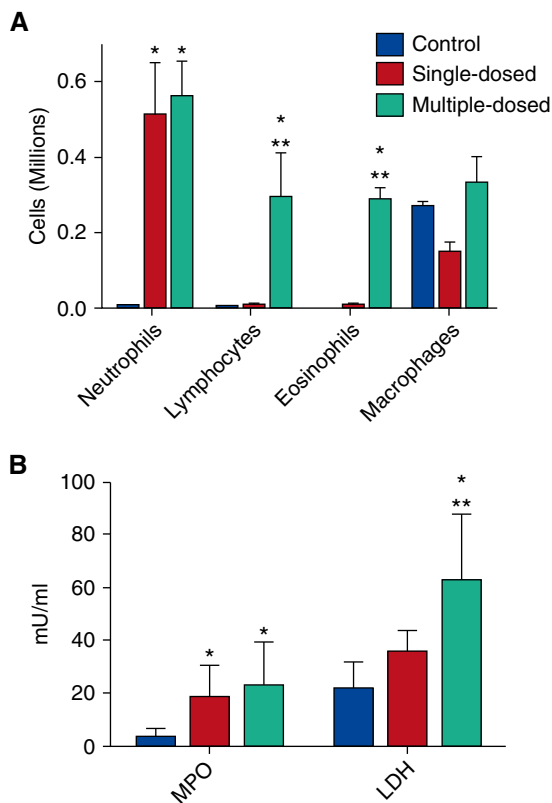 A
Control
Single-dosed
Multiple-dosed
* * * ** * **
Cells (Millions)
0.6
0.4
0.2
0.0
Neutrophils
Lymphocytes
Eosinophils
Macrophages
B
mU/ml
100
80
60
40
20
0
* * * **
MPO
LDH